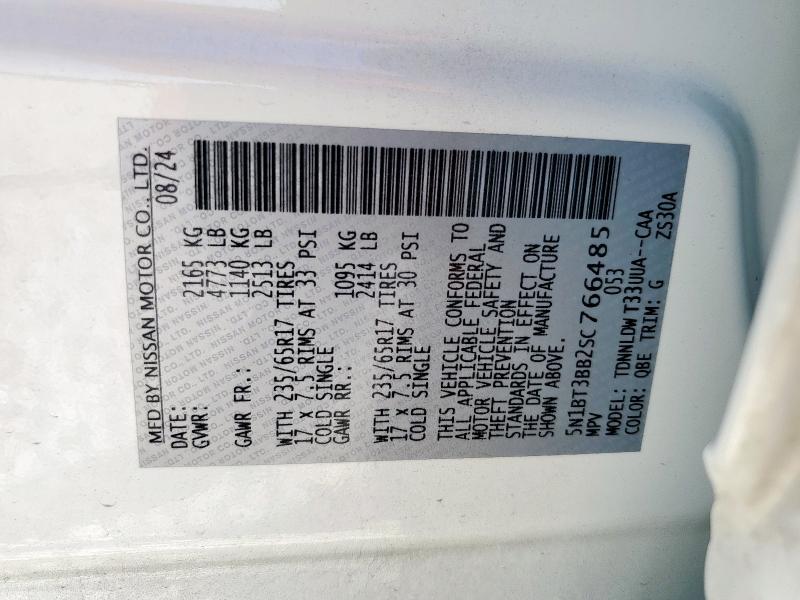 MFD BY NISSAN MOTOR CO., LTD.
DATE: 08/24
GVWR: 2165 KG
4773 LB
GAWR FR.: 1140 KG
2513 LB
WITH 235/65R17 TIRES
17 X 7.5 RIMS AT 33 PSI
COLD SINGLE
GAWR RR.: 1095 KG
2414 LB
WITH 235/65R17 TIRES
17 X 7.5 RIMS AT 30 PSI
COLD SINGLE
THIS VEHICLE CONFORMS TO
ALL APPLICABLE FEDERAL
MOTOR VEHICLE SAFETY AND
THEFT PREVENTION
STANDARDS IN EFFECT ON
THE DATE OF MANUFACTURE
SHOWN ABOVE.
5N1BT3BB2SC766485
MPV 053
MODEL: TDNNLDWT33UUA--CAA
COLOR: QBE TRIM: G ZS30A